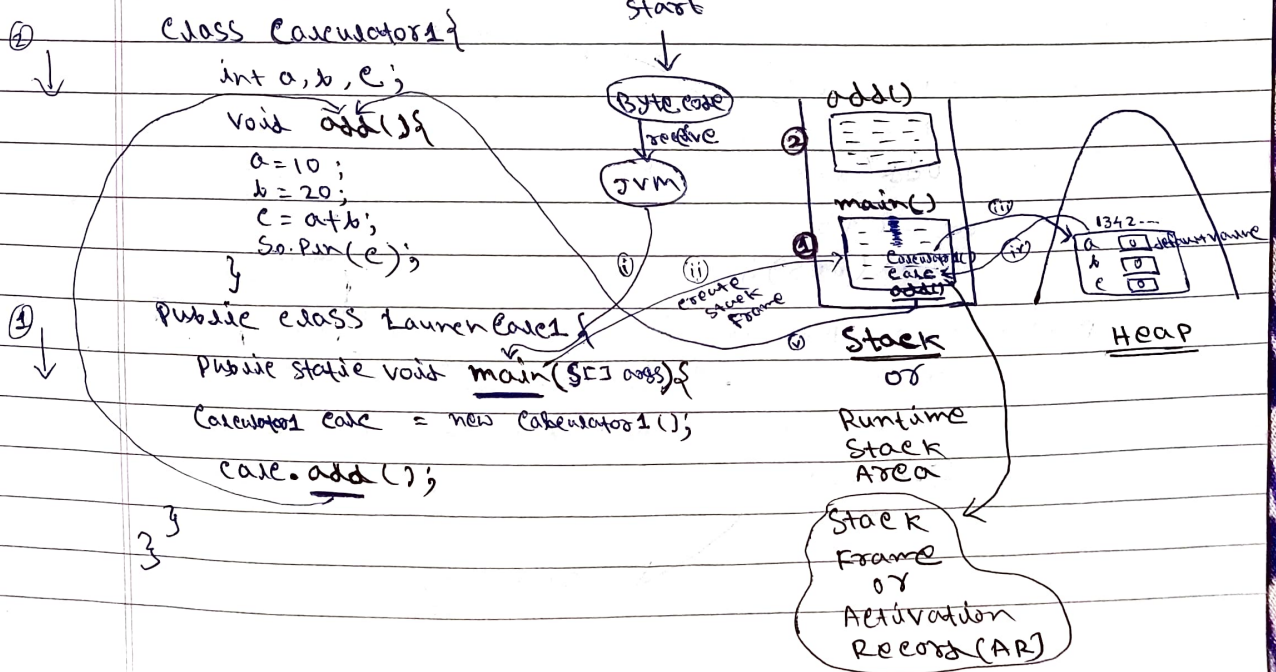 ②
class Calculator1{
int a, b, c;
void add(){
a=10;
b=20;
c=a+b;
So.Pln(c);
}
①
Public class LaunchCalc1{
Public static void main(S[] args){
Calculator1 calc = new Calculator1();
calc.add();
}
}
Start
Byte code
receive
JVM
i
ii
create
stack
Frame
add()
②
main()
①
Calculator1()
calc
add()
iii
iv
v
1342---
a 0 default value
b 0
c 0
Stack
or
Runtime
Stack
Area
Heap
Stack
Frame
or
Activation
Record (AR)